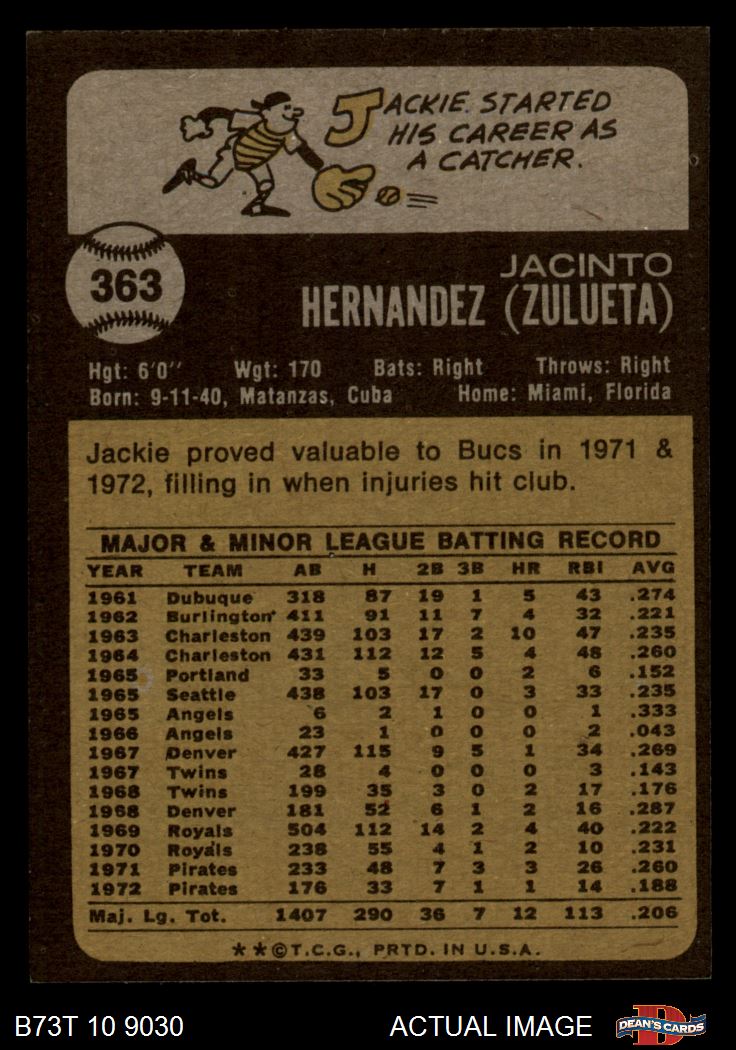 JACKIE STARTED
HIS CAREER AS
A CATCHER.
363
JACINTO
HERNANDEZ (ZULUETA)
Hgt: 6'0'' Wgt: 170 Bats: Right Throws: Right
Born: 9-11-40, Matanzas, Cuba Home: Miami, Florida
Jackie proved valuable to Bucs in 1971 &
1972, filling in when injuries hit club.
MAJOR & MINOR LEAGUE BATTING RECORD
YEAR TEAM AB H 2B 3B HR RBI AVG
1961 Dubuque 318 87 19 1 5 43 .274
1962 Burlington* 411 91 11 7 4 32 .221
1963 Charleston 439 103 17 2 10 47 .235
1964 Charleston 431 112 12 5 4 48 .260
1965 Portland 33 5 0 0 2 6 .152
1965 Seattle 438 103 17 0 3 33 .235
1965 Angels 6 2 1 0 0 1 .333
1966 Angels 23 1 0 0 0 2 .043
1967 Denver 427 115 9 5 1 34 .269
1967 Twins 28 4 0 0 0 3 .143
1968 Twins 199 35 3 0 2 17 .176
1968 Denver 181 52 6 1 2 16 .287
1969 Royals 504 112 14 2 4 40 .222
1970 Royals 238 55 4 1 2 10 .231
1971 Pirates 233 48 7 3 3 26 .260
1972 Pirates 176 33 7 1 1 14 .188
Maj. Lg. Tot. 1407 290 36 7 12 113 .206
**©T.C.G., PRTD. IN U.S.A.
B73T 10 9030 ACTUAL IMAGE
D
DEAN'S CARDS